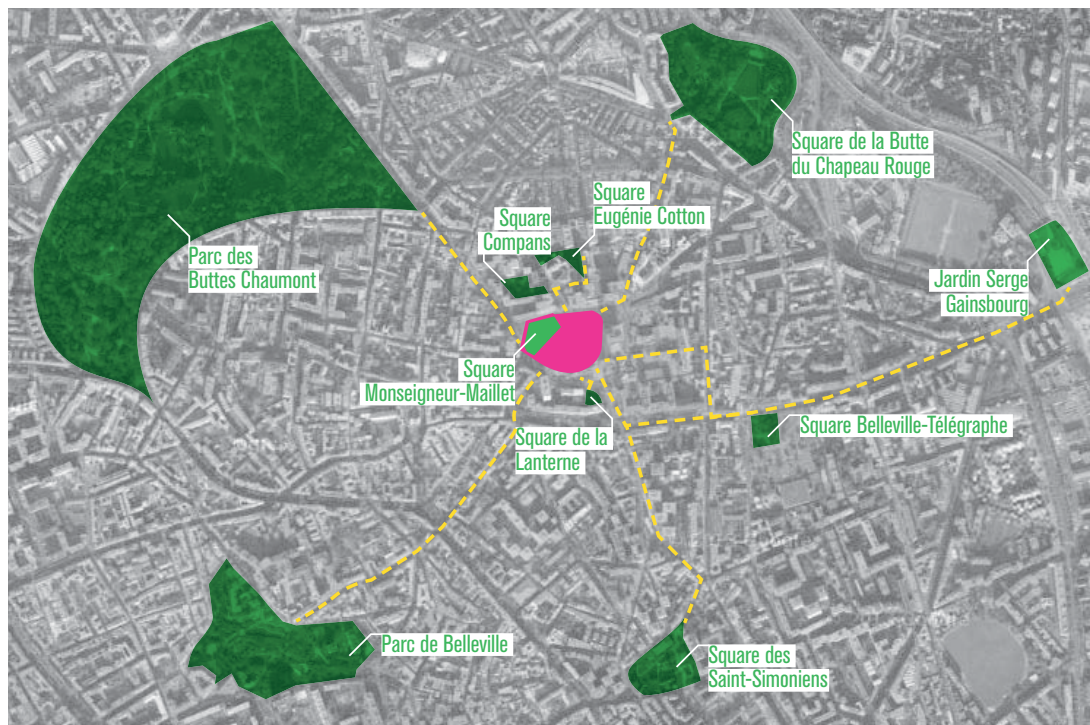 Square de la Butte
du Chapeau Rouge
Square
Eugénie Cotton
Square
Compans
Parc des
Buttes Chaumont
Jardin Serge
Gainsbourg
Square
Monseigneur-Maillet
Square Belleville-Télégraphe
Square de la
Lanterne
Parc de Belleville
Square des
Saint-Simoniens